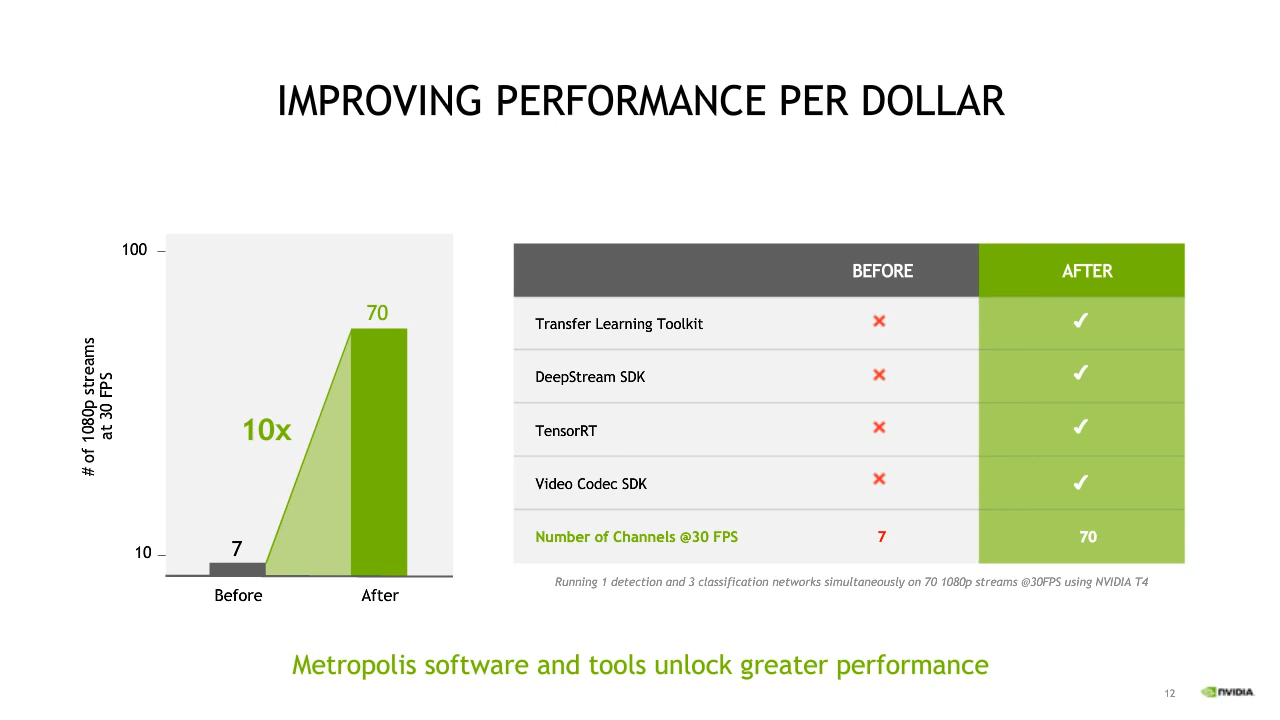 IMPROVING PERFORMANCE PER DOLLAR
100
10
# of 1080p streams
at 30 FPS
70
10x
7
Before After
BEFORE AFTER
Transfer Learning Toolkit ✕ ✓
DeepStream SDK ✕ ✓
TensorRT ✕ ✓
Video Codec SDK ✕ ✓
Number of Channels @30 FPS 7 70
Running 1 detection and 3 classification networks simultaneously on 70 1080p streams @30FPS using NVIDIA T4
Metropolis software and tools unlock greater performance
12 NVIDIA.